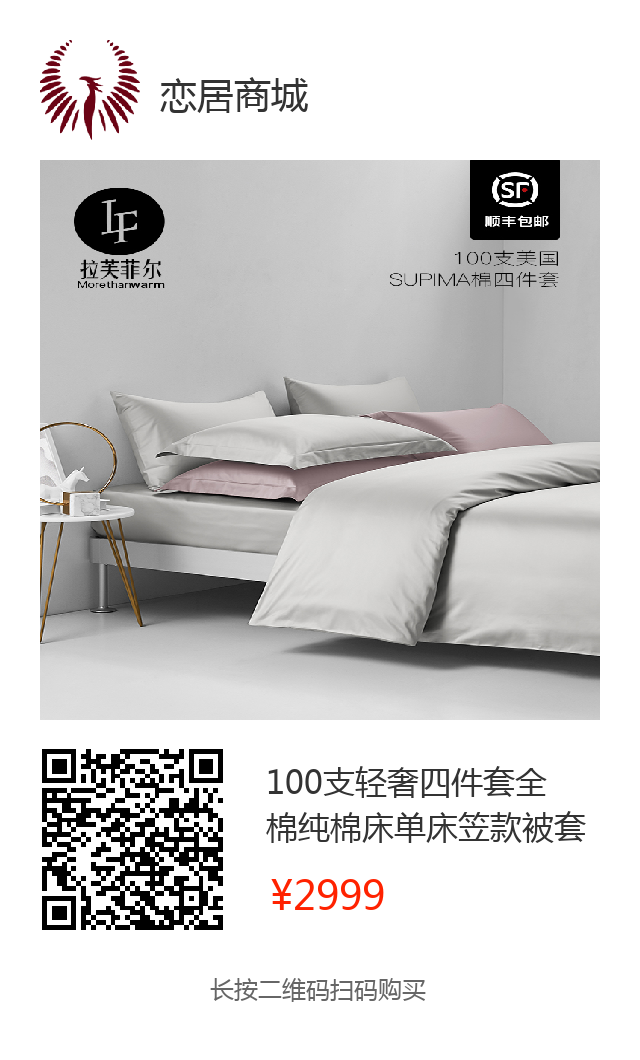 恋居商城
LF
拉芙菲尔
Morethanwarm
SF
顺丰包邮
100支美国
SUPIMA棉四件套
100支轻奢四件套全
棉纯棉床单床笠款被套
¥2999
长按二维码扫码购买